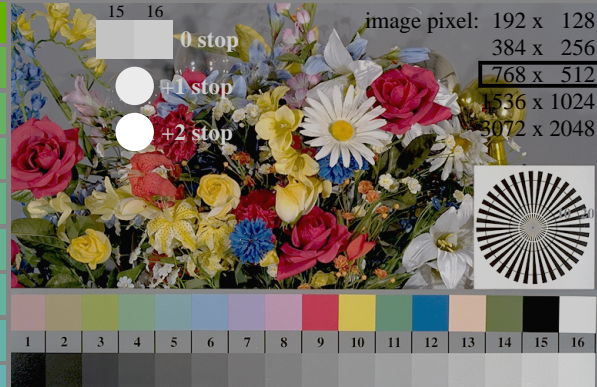 15 16
image pixel: 192 x 128
0 stop
384 x 256
768 x 512
+1 stop
1536 x 1024
+2 stop
3072 x 2048
1 2 3 4 5 6 7 8 9 10 11 12 13 14 15 16